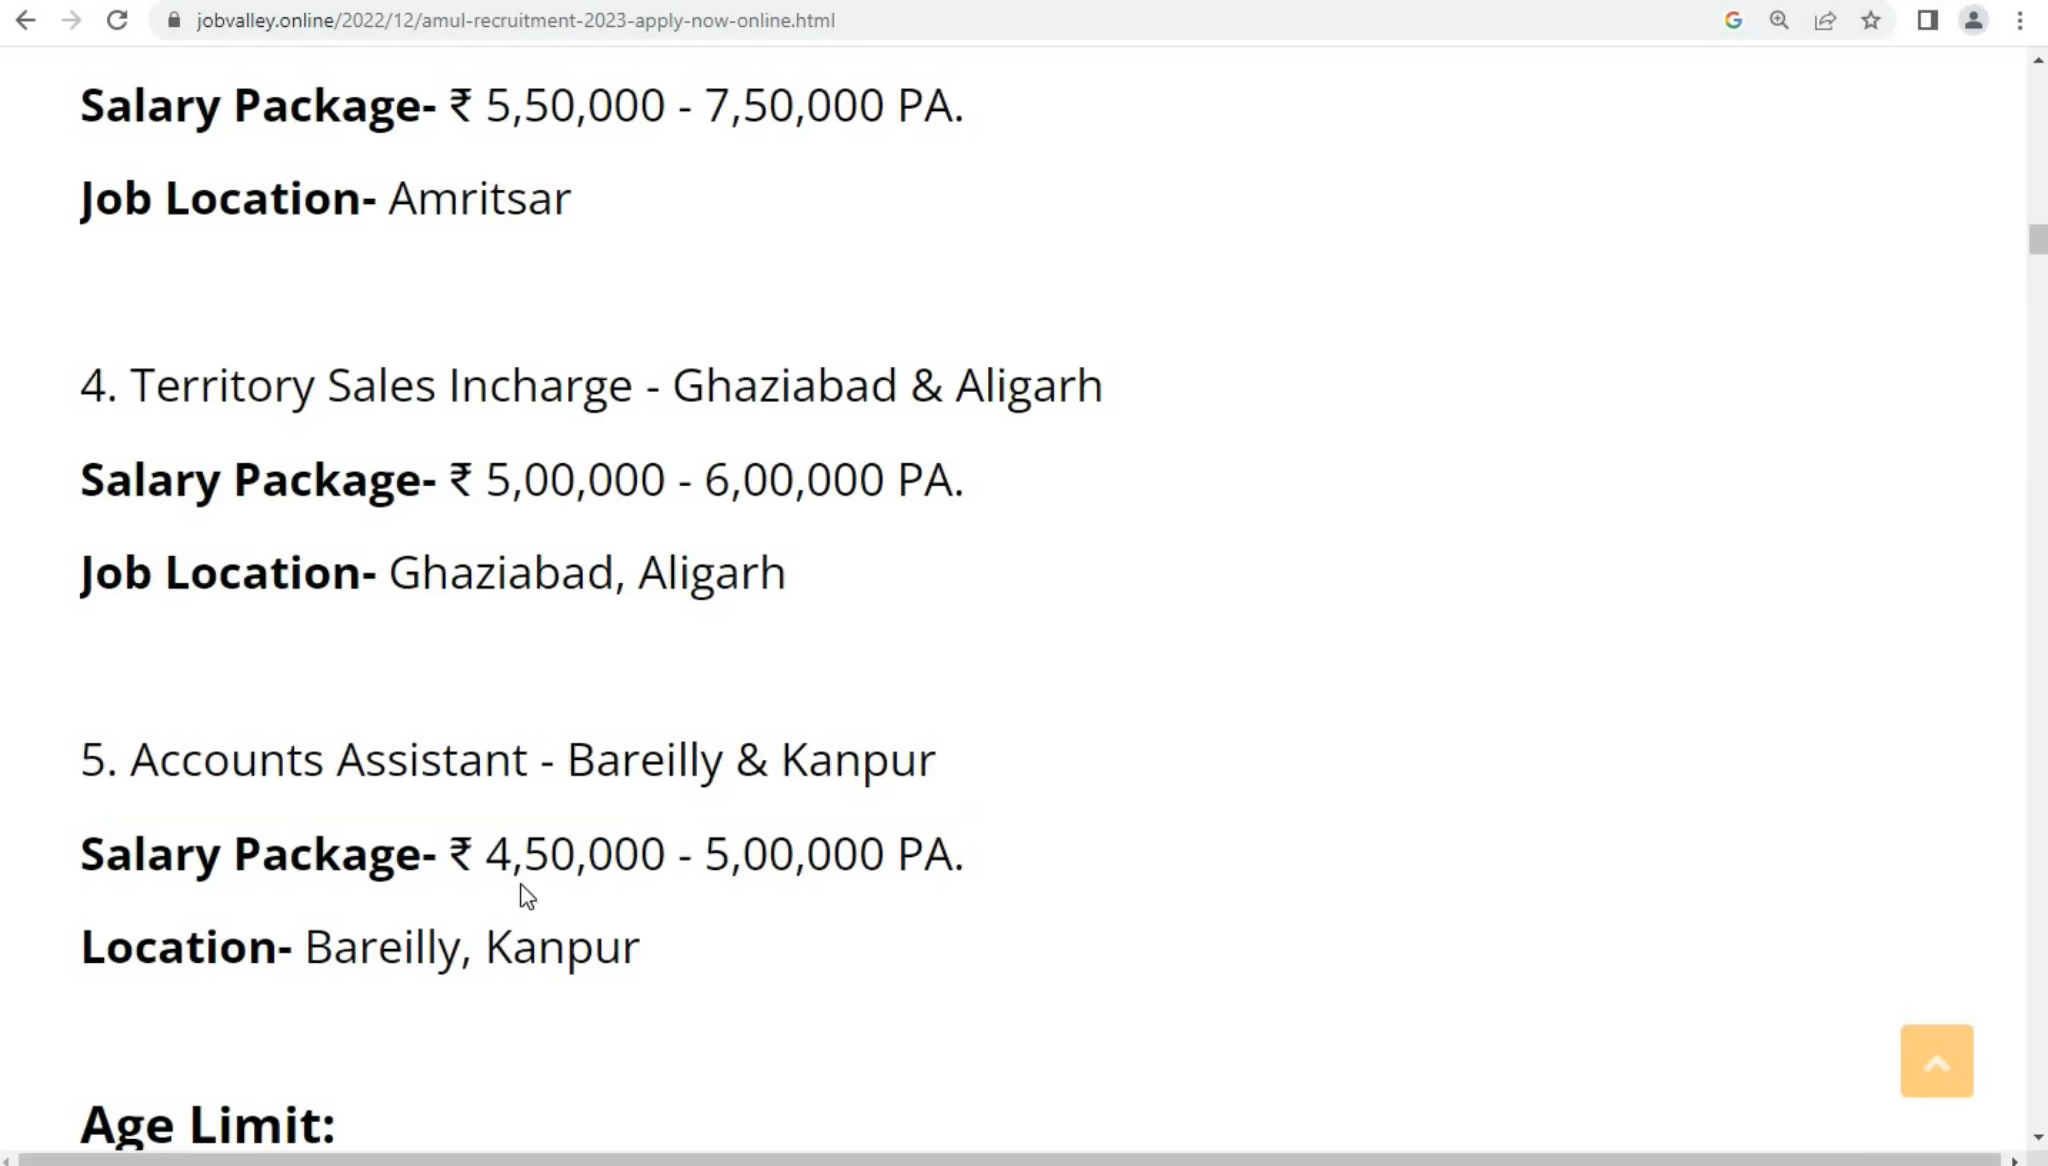 jobvalley.online/2022/12/amul-recruitment-2023-apply-now-online.html
Salary Package- ₹ 5,50,000 - 7,50,000 PA.
Job Location- Amritsar
4. Territory Sales Incharge - Ghaziabad & Aligarh
Salary Package- ₹ 5,00,000 - 6,00,000 PA.
Job Location- Ghaziabad, Aligarh
5. Accounts Assistant - Bareilly & Kanpur
Salary Package- ₹ 4,50,000 - 5,00,000 PA.
Location- Bareilly, Kanpur
Age Limit: